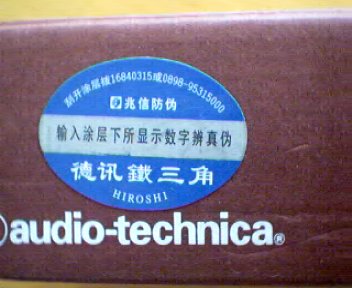 刮开涂层拨16840315或0898-95315000
兆信防伪
输入涂层下所显示数字辨真伪
德讯鐵三角
HIROSHI
audio-technica®